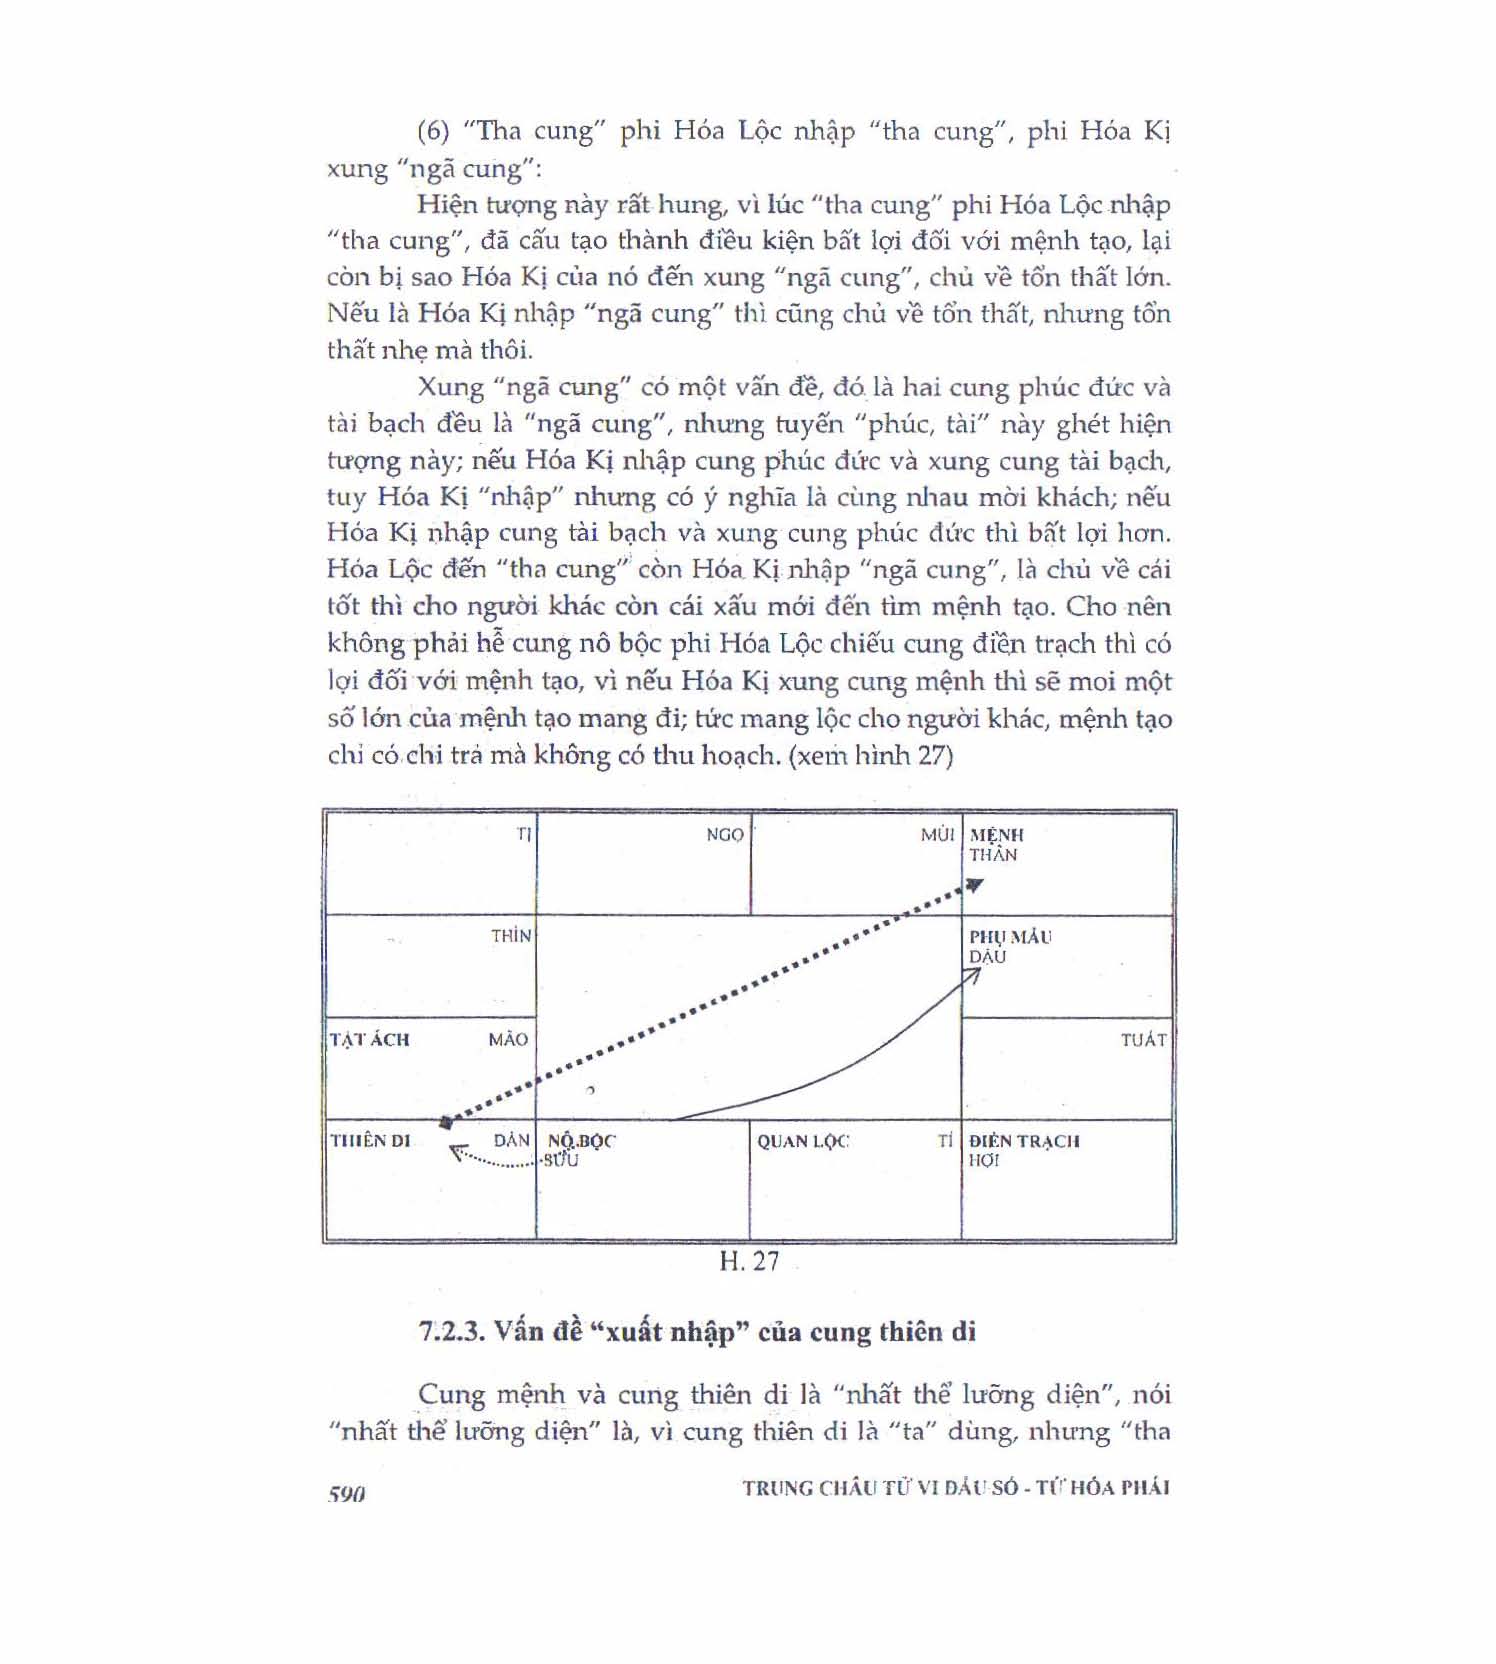 (6) "Tha cung" phi Hóa Lộc nhập "tha cung", phi Hóa Kị
xung "ngã cung":
Hiện tượng này rất hung, vì lúc "tha cung" phi Hóa Lộc nhập
"tha cung", đã cấu tạo thành điều kiện bất lợi đối với mệnh tạo, lại
còn bị sao Hóa Kị của nó đến xung "ngã cung", chủ về tổn thất lớn.
Nếu là Hóa Kị nhập "ngã cung" thì cũng chủ về tổn thất, nhưng tổn
thất nhẹ mà thôi.
Xung "ngã cung" có một vấn đề, đó là hai cung phúc đức và
tài bạch đều là "ngã cung", nhưng tuyến "phúc, tài" này ghét hiện
tượng này; nếu Hóa Kị nhập cung phúc đức và xung cung tài bạch,
tuy Hóa Kị "nhập" nhưng có ý nghĩa là cùng nhau mời khách; nếu
Hóa Kị nhập cung tài bạch và xung cung phúc đức thì bất lợi hơn.
Hóa Lộc đến "tha cung" còn Hóa Kị nhập "ngã cung", là chủ về cái
tốt thì cho người khác còn cái xấu mới đến tìm mệnh tạo. Cho nên
không phải hễ cung nô bộc phi Hóa Lộc chiếu cung điền trạch thì có
lợi đối với mệnh tạo, vì nếu Hóa Kị xung cung mệnh thì sẽ moi một
số lớn của mệnh tạo mang đi; tức mang lộc cho người khác, mệnh tạo
chỉ có chi trả mà không có thu hoạch. (xem hình 27)
TỊ
NGỌ
MÙI
MỆNH
THÂN
THÌN
PHỤ MẪU
DẬU
TẬT ÁCH
MÃO
TUẤT
THIÊN DI
DẦN
NÔ BỘC
SỬU
QUAN LỘC
TÍ
ĐIỀN TRẠCH
HỢI
H. 27
7.2.3. Vấn đề “xuất nhập” của cung thiên di
Cung mệnh và cung thiên di là "nhất thể lưỡng diện", nói
"nhất thể lưỡng diện" là, vì cung thiên di là "ta" dùng, nhưng "tha
590
TRUNG CHÂU TỬ VI ĐẨU SỐ - TỨ HÓA PHÁI